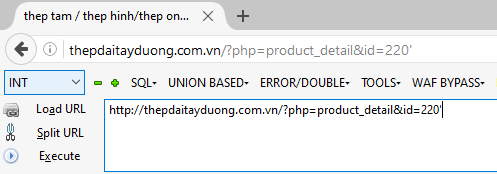 thep tam / thep hinh/thep on...
thepdaitayduong.com.vn/?php=product_detail&id=220'
INT SQL UNION BASED ERROR/DOUBLE TOOLS WAF BYPASS
Load URL
http://thepdaitayduong.com.vn/?php=product_detail&id=220'
Split URL
Execute